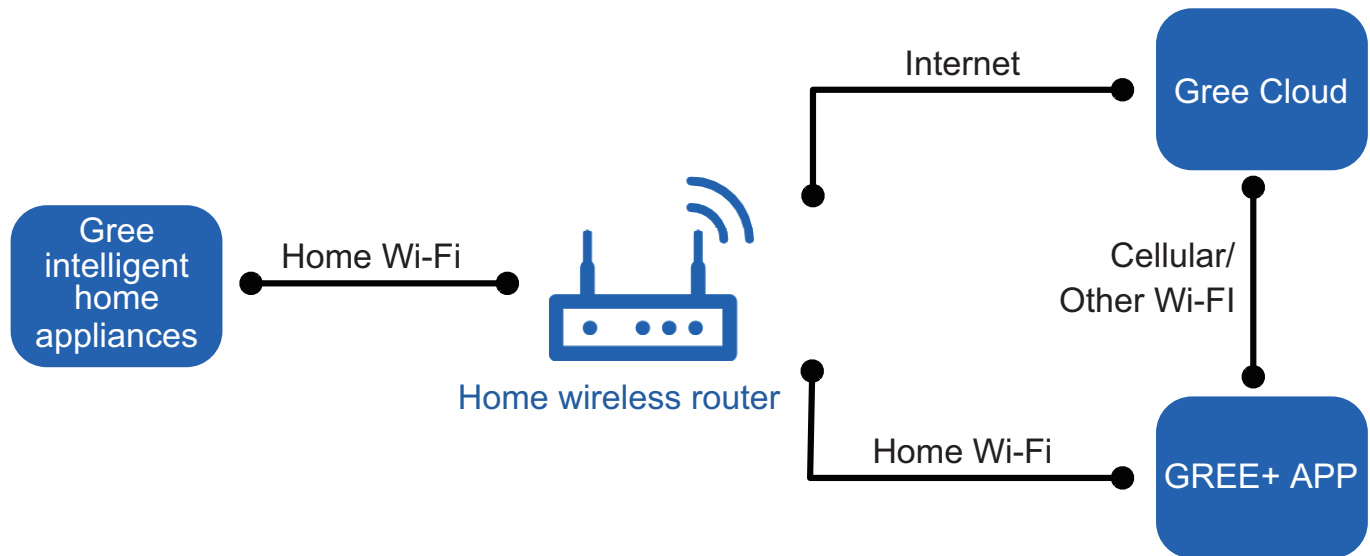 Internet
Gree Cloud
Gree
intelligent
home
appliances
Home Wi-Fi
Cellular/
Other Wi-FI
Home wireless router
Home Wi-Fi
GREE+ APP